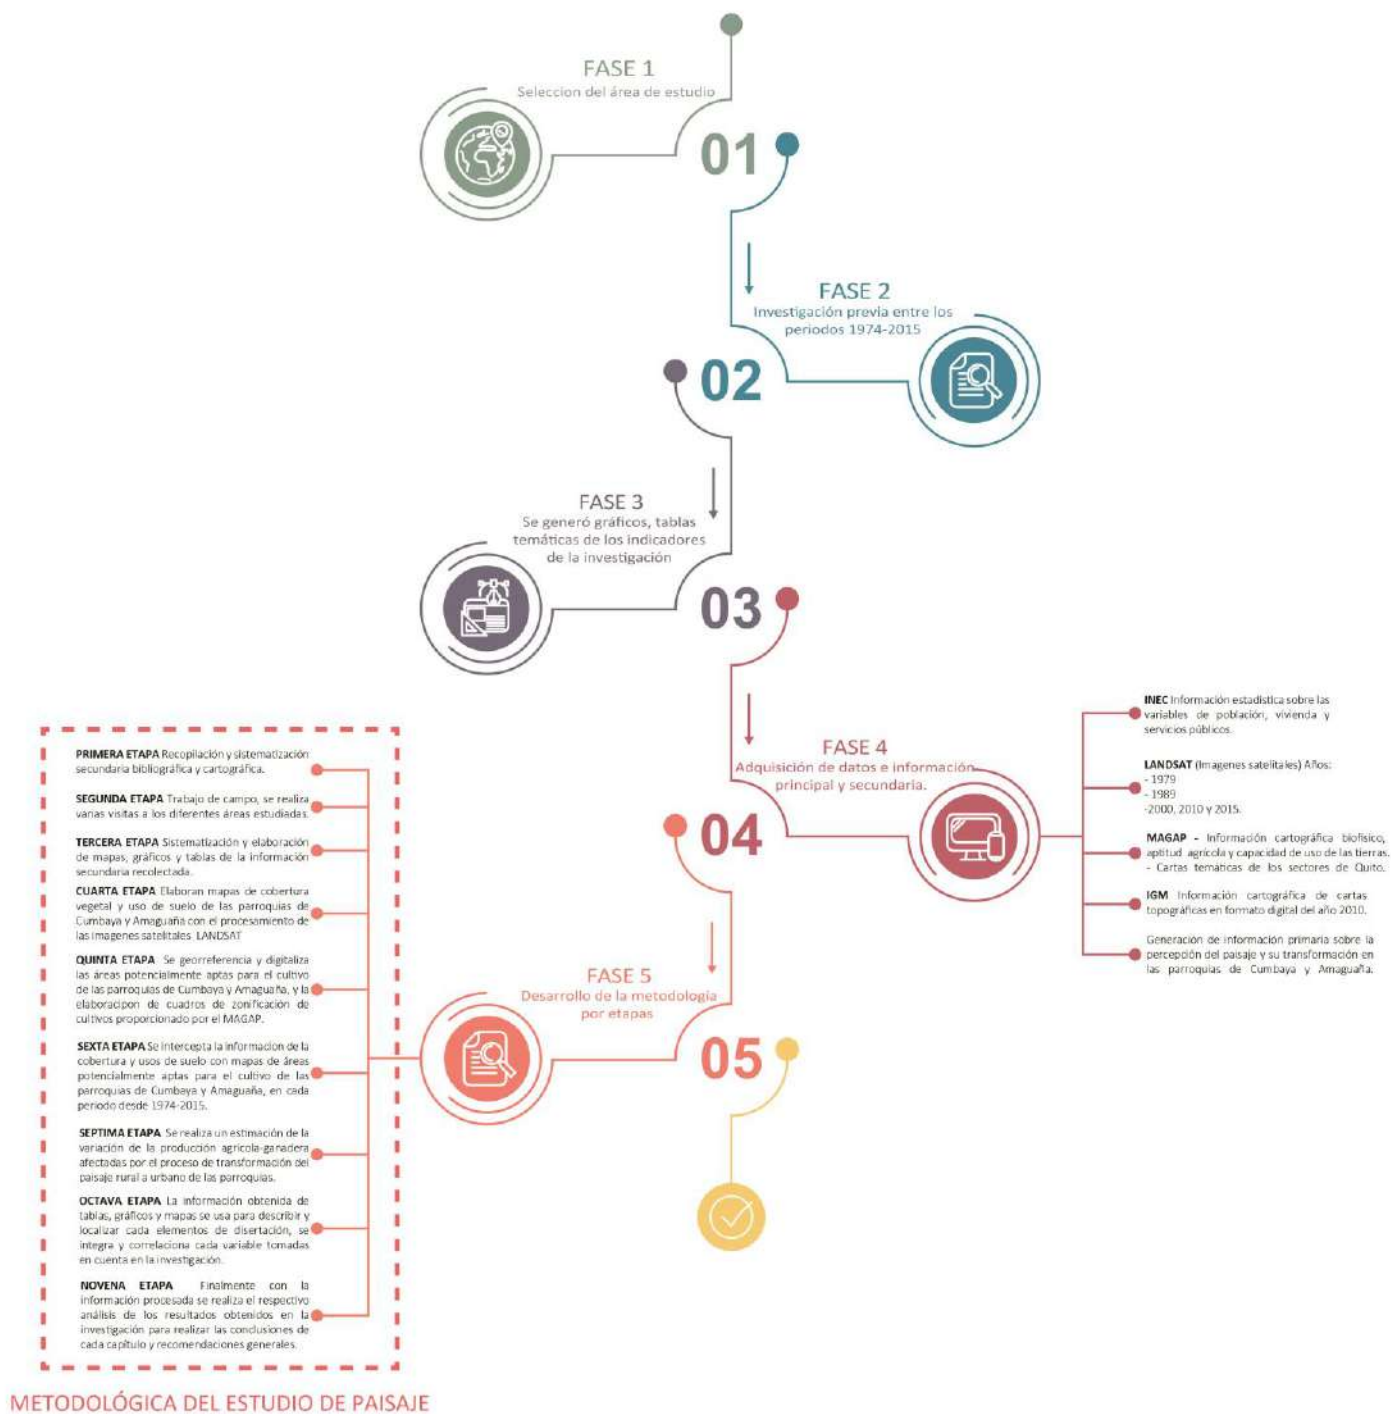 FASE 1
Seleccion del área de estudio
01
FASE 2
Investigación previa entre los
periodos 1974-2015
02
FASE 3
Se generó gráficos, tablas
temáticas de los indicadores
de la investigación
03
FASE 4
Adquisición de datos e información
principal y secundaria.
04
INEC Información estadistica sobre las
variables de población, vivienda y
servicios públicos.
LANDSAT (Imagenes satelitales) Años:
- 1979
- 1989
-2000, 2010 y 2015.
MAGAP - Información cartográfica biofísico,
aptitud agrícola y capacidad de uso de las tierras.
- Cartas temáticas de los sectores de Quito.
IGM Información cartográfica de cartas
topográficas en formato digital del año 2010.
Generación de información primaria sobre la
percepción del paisaje y su transformación en
las parroquias de Cumbaya y Amaguaña.
FASE 5
Desarrollo de la metodología
por etapas
05
PRIMERA ETAPA Recopilación y sistematización
secundaria bibliográfica y cartográfica.
SEGUNDA ETAPA Trabajo de campo, se realiza
varias visitas a los diferentes áreas estudiadas.
TERCERA ETAPA Sistematización y elaboración
de mapas, gráficos y tablas de la información
secundaria recolectada.
CUARTA ETAPA Elaboran mapas de cobertura
vegetal y uso de suelo de las parroquias de
Cumbaya y Amaguaña con el procesamiento de
las imagenes satelitales LANDSAT
QUINTA ETAPA Se georreferencia y digitaliza
las áreas potencialmente aptas para el cultivo
de las parroquias de Cumbaya y Amaguaña, y la
elaboracipon de cuadros de zonificación de
cultivos proporcionado por el MAGAP.
SEXTA ETAPA Se intercepta la informacion de la
cobertura y usos de suelo con mapas de áreas
potencialmente aptas para el cultivo de las
parroquias de Cumbaya y Amaguaña, en cada
periodo desde 1974-2015.
SEPTIMA ETAPA Se realiza un estimación de la
variación de la producción agrícola-ganadera
afectadas por el proceso de transformación del
paisaje rural a urbano de las parroquias.
OCTAVA ETAPA La información obtenida de
tablas, gráficos y mapas se usa para describir y
localizar cada elementos de disertación, se
integra y correlaciona cada variable tomadas
en cuenta en la investigación.
NOVENA ETAPA Finalmente con la
información procesada se realiza el respectivo
análisis de los resultados obtenidos en la
investigación para realizar las conclusiones de
cada capítulo y recomendaciones generales.
METODOLÓGICA DEL ESTUDIO DE PAISAJE